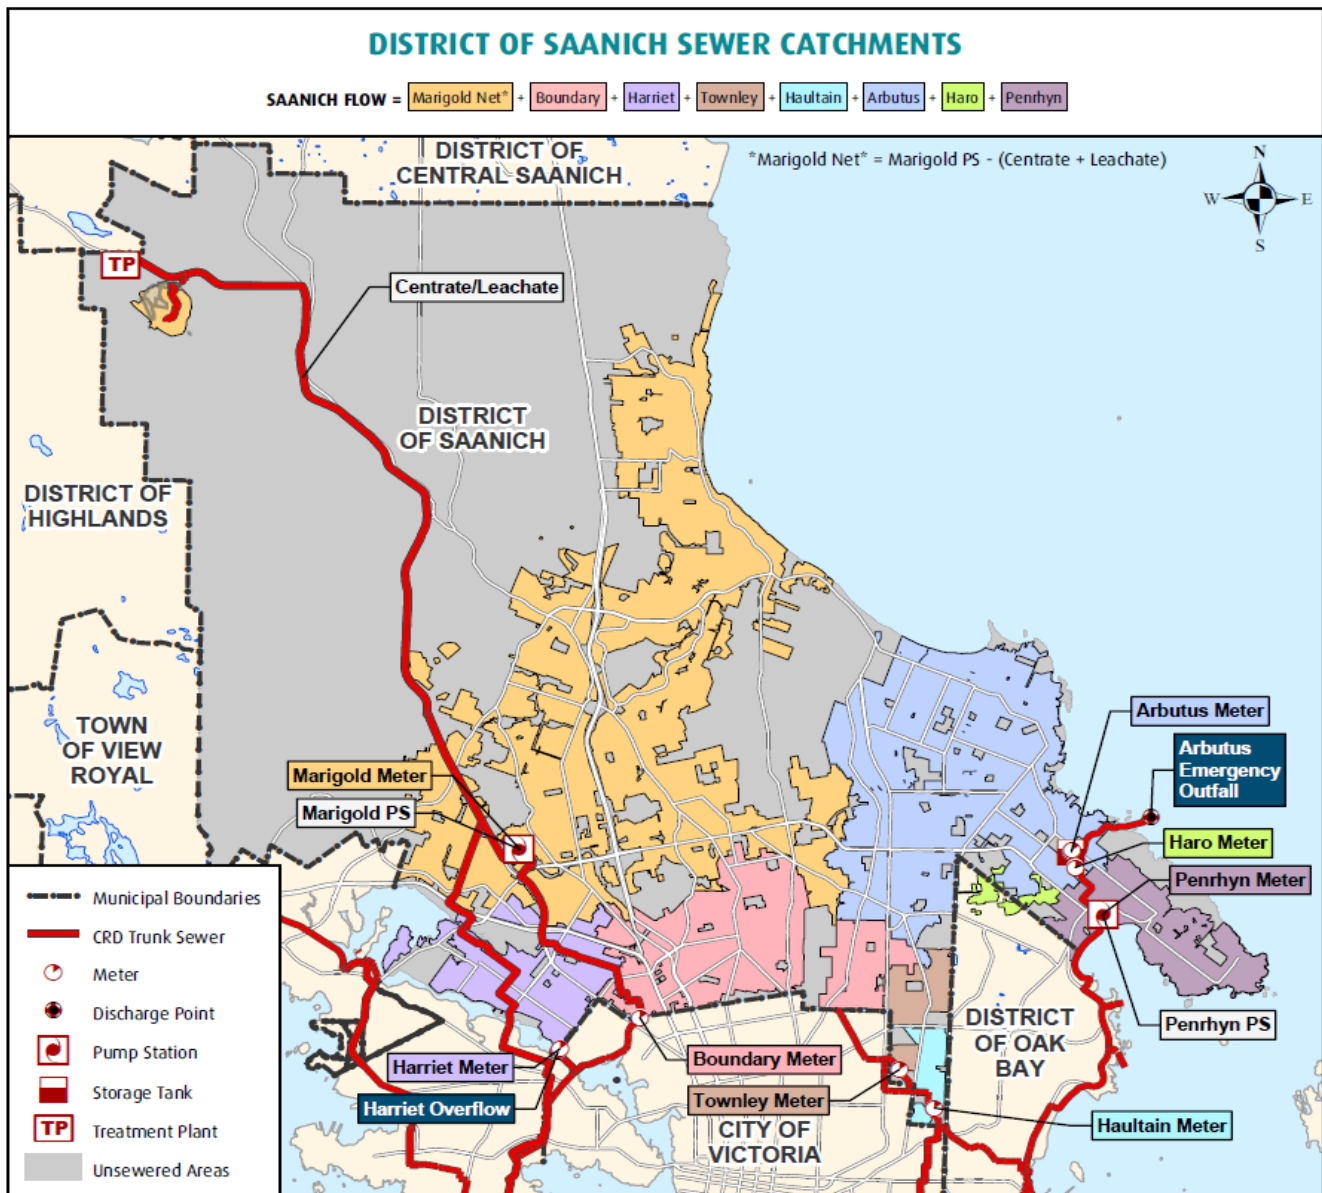 DISTRICT OF SAANICH SEWER CATCHMENTS
SAANICH FLOW = Marigold Net* + Boundary + Harriet + Townley + Haultain + Arbutus + Haro + Penrhyn
*Marigold Net* = Marigold PS - (Centrate + Leachate)
N
W E
S
DISTRICT OF
CENTRAL SAANICH
TP
Centrate/Leachate
DISTRICT
OF SAANICH
DISTRICT OF
HIGHLANDS
TOWN
OF VIEW
ROYAL
Arbutus Meter
Arbutus
Emergency
Outfall
Marigold Meter
Marigold PS
Haro Meter
Penrhyn Meter
DISTRICT
OF OAK
BAY
Penrhyn PS
Harriet Meter
Boundary Meter
Harriet Overflow
Townley Meter
Haultain Meter
CITY OF
VICTORIA
Municipal Boundaries
CRD Trunk Sewer
Meter
Discharge Point
Pump Station
Storage Tank
TP Treatment Plant
Unsewered Areas